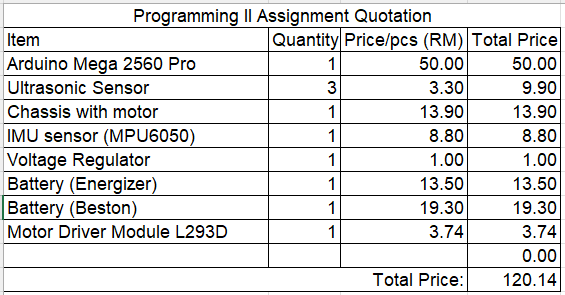 Programming II Assignment Quotation
Item Quantity Price/pcs (RM) Total Price
Arduino Mega 2560 Pro 1 50.00 50.00
Ultrasonic Sensor 3 3.30 9.90
Chassis with motor 1 13.90 13.90
IMU sensor (MPU6050) 1 8.80 8.80
Voltage Regulator 1 1.00 1.00
Battery (Energizer) 1 13.50 13.50
Battery (Beston) 1 19.30 19.30
Motor Driver Module L293D 1 3.74 3.74
0.00
Total Price: 120.14